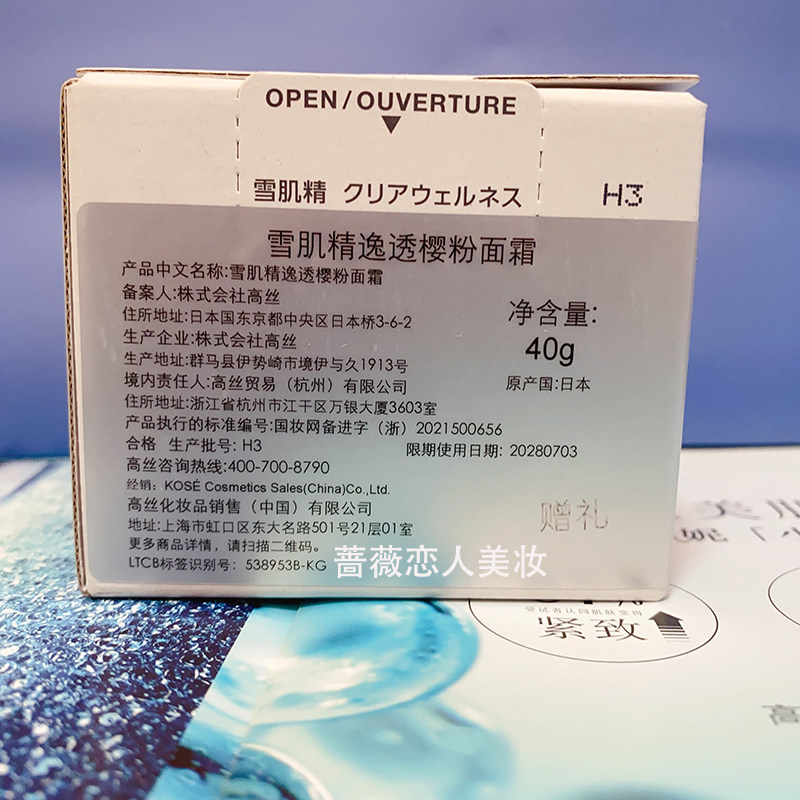 OPEN/OUVERTURE
雪肌精 クリアウェルネス
H3
雪肌精逸透樱粉面霜
产品中文名称:雪肌精逸透樱粉面霜
备案人:株式会社高丝
住所地址:日本国东京都中央区日本桥3-6-2
生产企业:株式会社高丝
生产地址:群马县伊势崎市境伊与久1913号
境内责任人:高丝贸易（杭州）有限公司
住所地址:浙江省杭州市江干区万银大厦3603室
产品执行的标准编号:国妆网备进字（浙）2021500656
合格 生产批号: H3
限期使用日期: 20280703
净含量:
40g
原产国:日本
高丝咨询热线:400-700-8790
经销: KOSÉ Cosmetics Sales(China)Co.,Ltd.
高丝化妆品销售（中国）有限公司
地址:上海市虹口区东大名路501号21层01室
更多商品详情，请扫描二维码。
LTCB标签识别号: 538953B-KG
赠礼
蔷薇恋人美妆
受试者认同肌肤变得
紧致